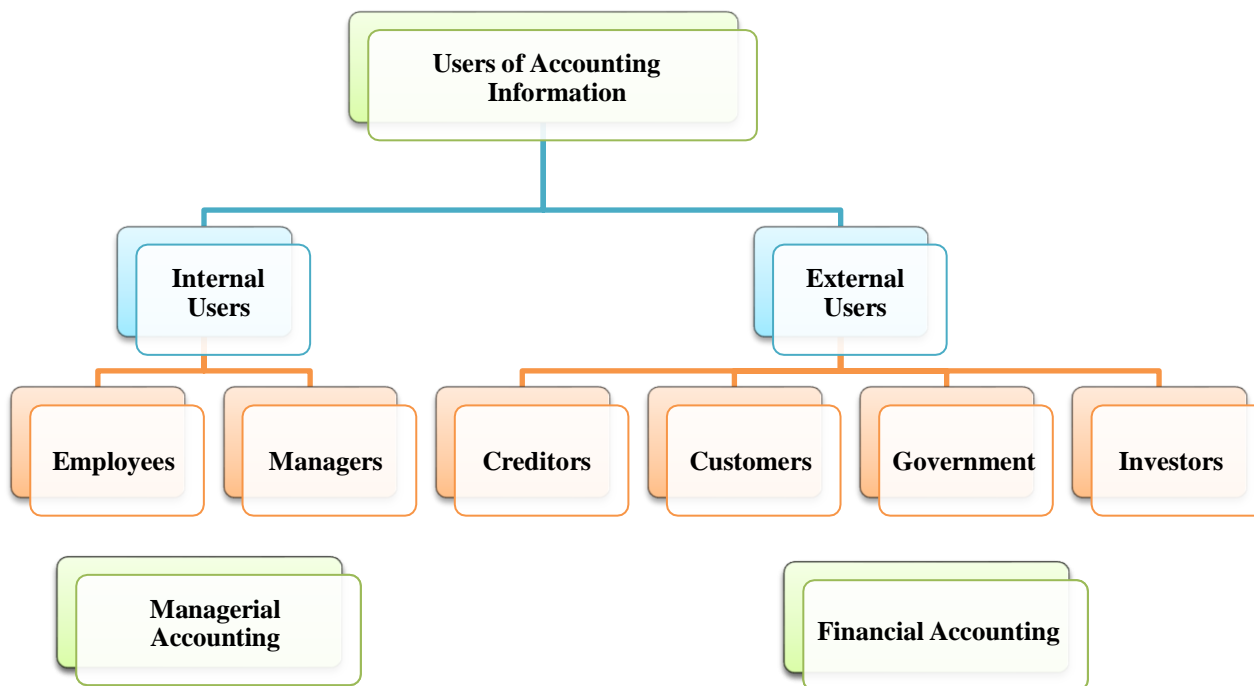 Users of Accounting
Information
Internal
Users
External
Users
Employees
Managers
Creditors
Customers
Government
Investors
Managerial
Accounting
Financial Accounting